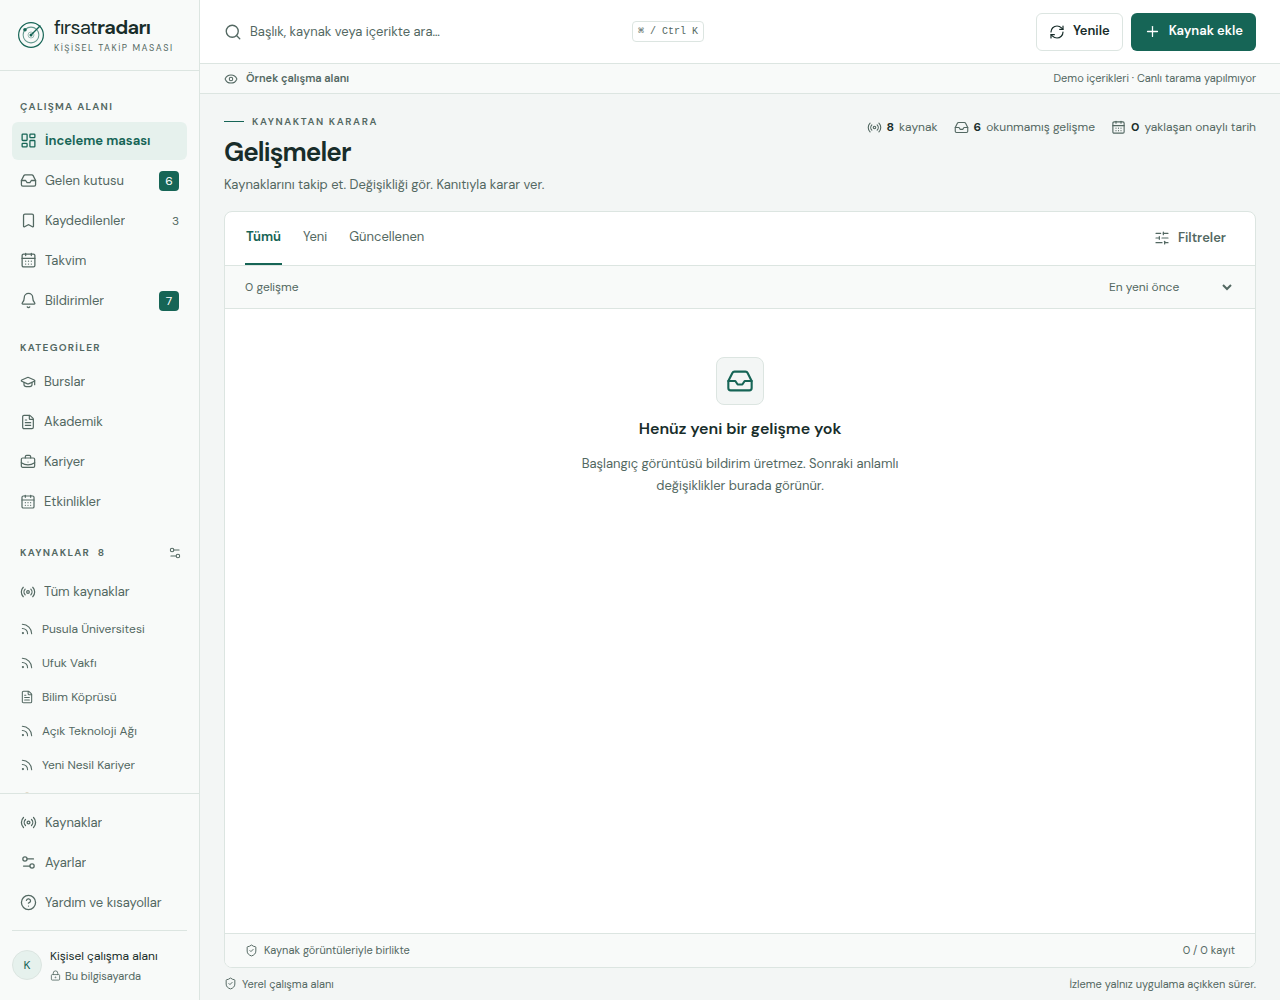 fırsatradarı
KİŞİSEL TAKİP MASASI
Başlık, kaynak veya içerikte ara…
⌘ / Ctrl K
Yenile
Kaynak ekle
Örnek çalışma alanı
Demo içerikleri · Canlı tarama yapılmıyor
ÇALIŞMA ALANI
İnceleme masası
Gelen kutusu 6
Kaydedilenler 3
Takvim
Bildirimler 7
KATEGORİLER
Burslar
Akademik
Kariyer
Etkinlikler
KAYNAKLAR 8
Tüm kaynaklar
Pusula Üniversitesi
Ufuk Vakfı
Bilim Köprüsü
Açık Teknoloji Ağı
Yeni Nesil Kariyer
Kaynaklar
Ayarlar
Yardım ve kısayollar
K
Kişisel çalışma alanı
Bu bilgisayarda
KAYNAKTAN KARARA
Gelişmeler
Kaynaklarını takip et. Değişikliği gör. Kanıtıyla karar ver.
8 kaynak
6 okunmamış gelişme
0 yaklaşan onaylı tarih
Tümü
Yeni
Güncellenen
Filtreler
0 gelişme
En yeni önce
Henüz yeni bir gelişme yok
Başlangıç görüntüsü bildirim üretmez. Sonraki anlamlı
değişiklikler burada görünür.
Kaynak görüntüleriyle birlikte
0 / 0 kayıt
Yerel çalışma alanı
İzleme yalnız uygulama açıkken sürer.